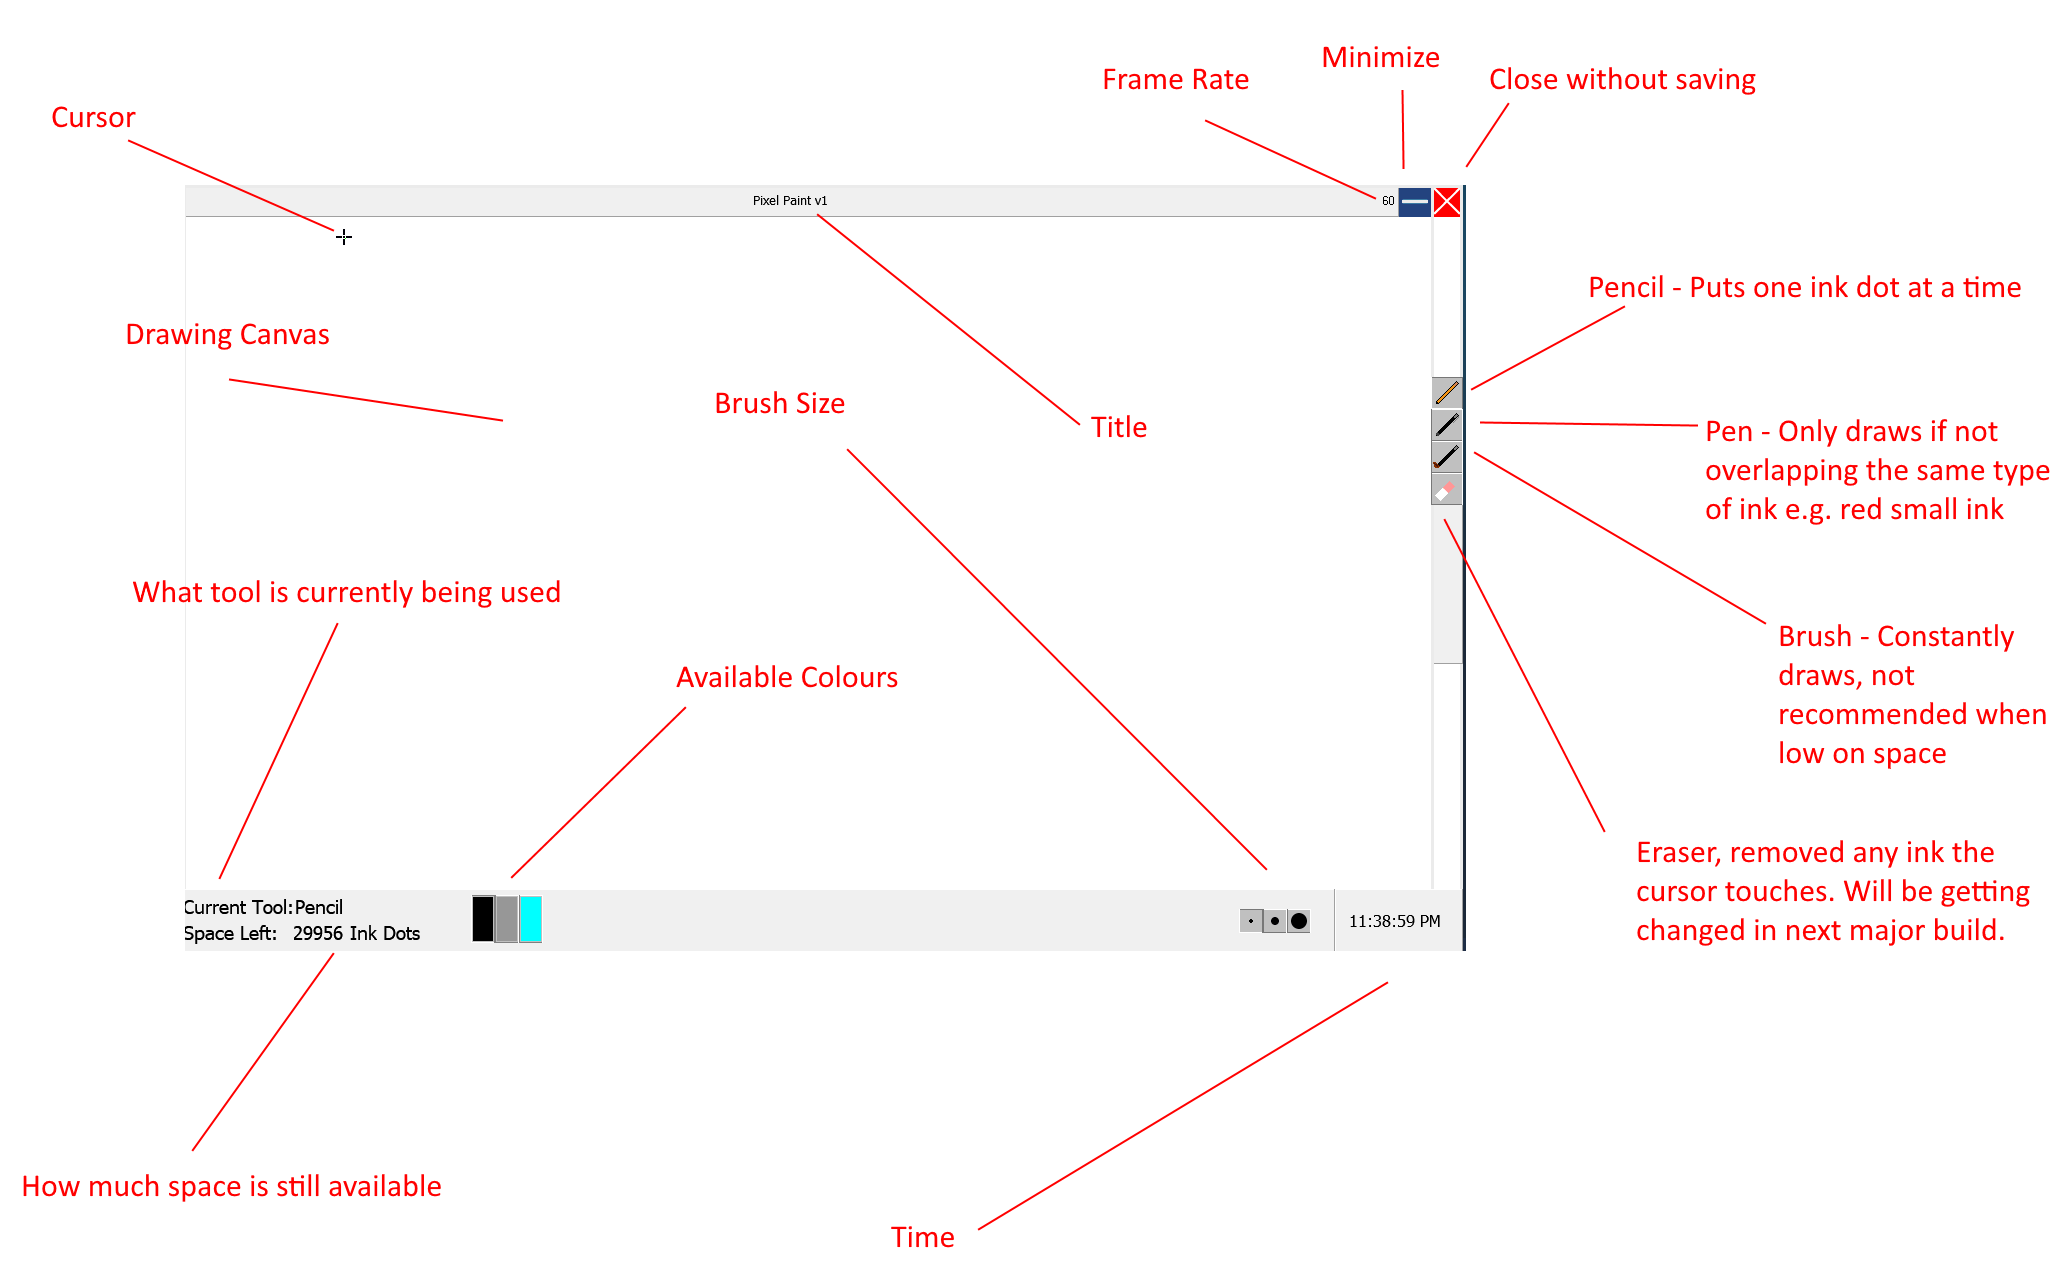 Minimize
Frame Rate
Close without saving
Cursor
Pixel Paint v1
60
Pencil - Puts one ink dot at a time
Drawing Canvas
Brush Size
Title
Pen - Only draws if not
overlapping the same type
of ink e.g. red small ink
What tool is currently being used
Brush - Constantly
draws, not
recommended when
low on space
Available Colours
Eraser, removed any ink the
cursor touches. Will be getting
changed in next major build.
Current Tool:Pencil
Space Left: 29956 Ink Dots
11:38:59 PM
How much space is still available
Time